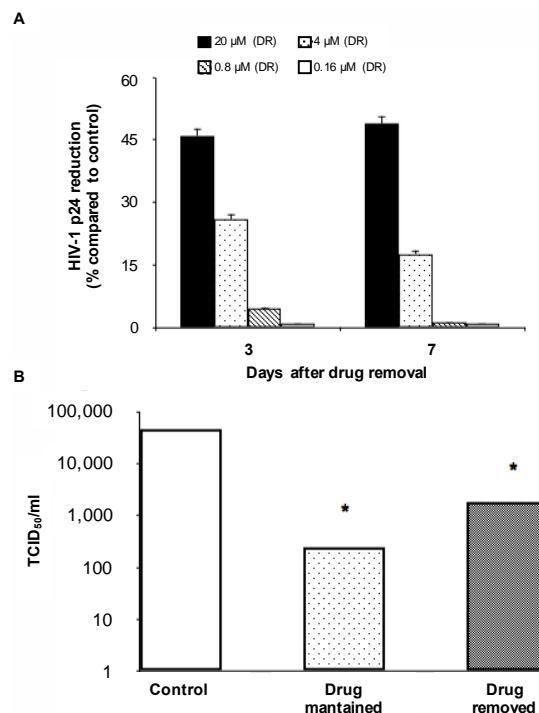 A
20 µM (DR) 4 µM (DR)
0.8 µM (DR) 0.16 µM (DR)
HIV-1 p24 reduction
(% compared to control)
60
45
30
15
0
3 7
Days after drug removal
B
TCID50/ml
100,000
10,000
1,000
100
10
1
*
*
Control Drug mantained Drug removed